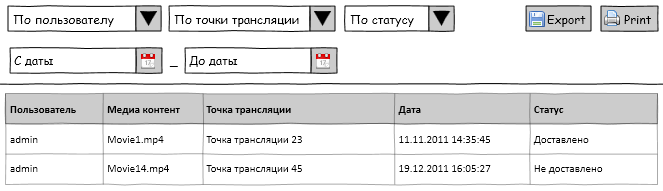 По пользователю По точки трансляции По статусу Export Print
С даты – До даты
Пользователь Медиа контент Точка трансляции Дата Статус
admin Movie1.mp4 Точка трансляции 23 11.11.2011 14:35:45 Доставлено
admin Movie14.mp4 Точка трансляции 45 19.12.2011 16:05:27 Не доставлено